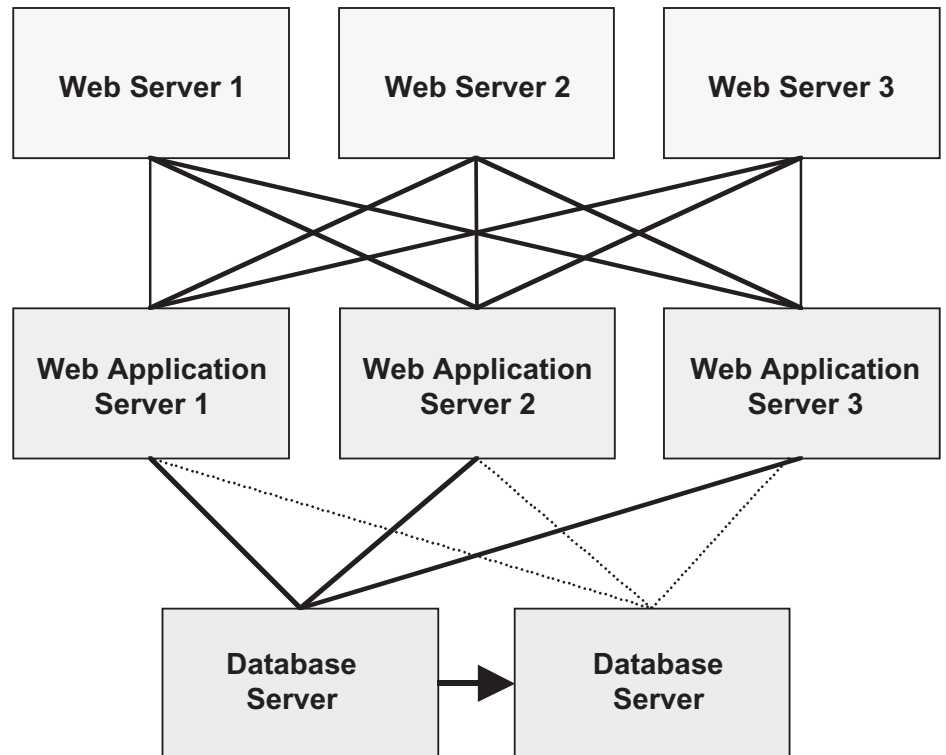 Web Server 1
Web Server 2
Web Server 3
Web Application
Server 1
Web Application
Server 2
Web Application
Server 3
Database
Server
Database
Server